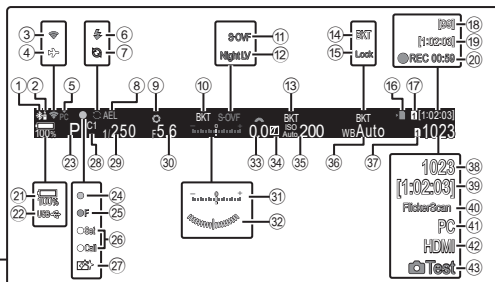 ③
④
⑥
⑦
S-OVF ⑪
Night LV ⑫
BKT ⑭
Lock ⑮
[99] ⑱
[1:02:03] ⑲
REC 00:59 ⑳
① ② ⑤ ⑧ ⑨ ⑩ ⑬ ⑯ ⑰
PC AEL BKT S-OVF BKT [1:02:03]
100% P C1 1/250 F5.6 0.0 ISO Auto 200 WB Auto 1023
㉓ ㉘ ㉙ ㉚ ㉝ ㉞ ㉟ ㊱ ㊲
100% ㉑
USB ㉒
㉔
F ㉕
Set
Call ㉖
㉗
㉛
㉜
1023 ㊳
[1:02:03] ㊴
FlickerScan ㊵
PC ㊶
HDMI ㊷
Test ㊸